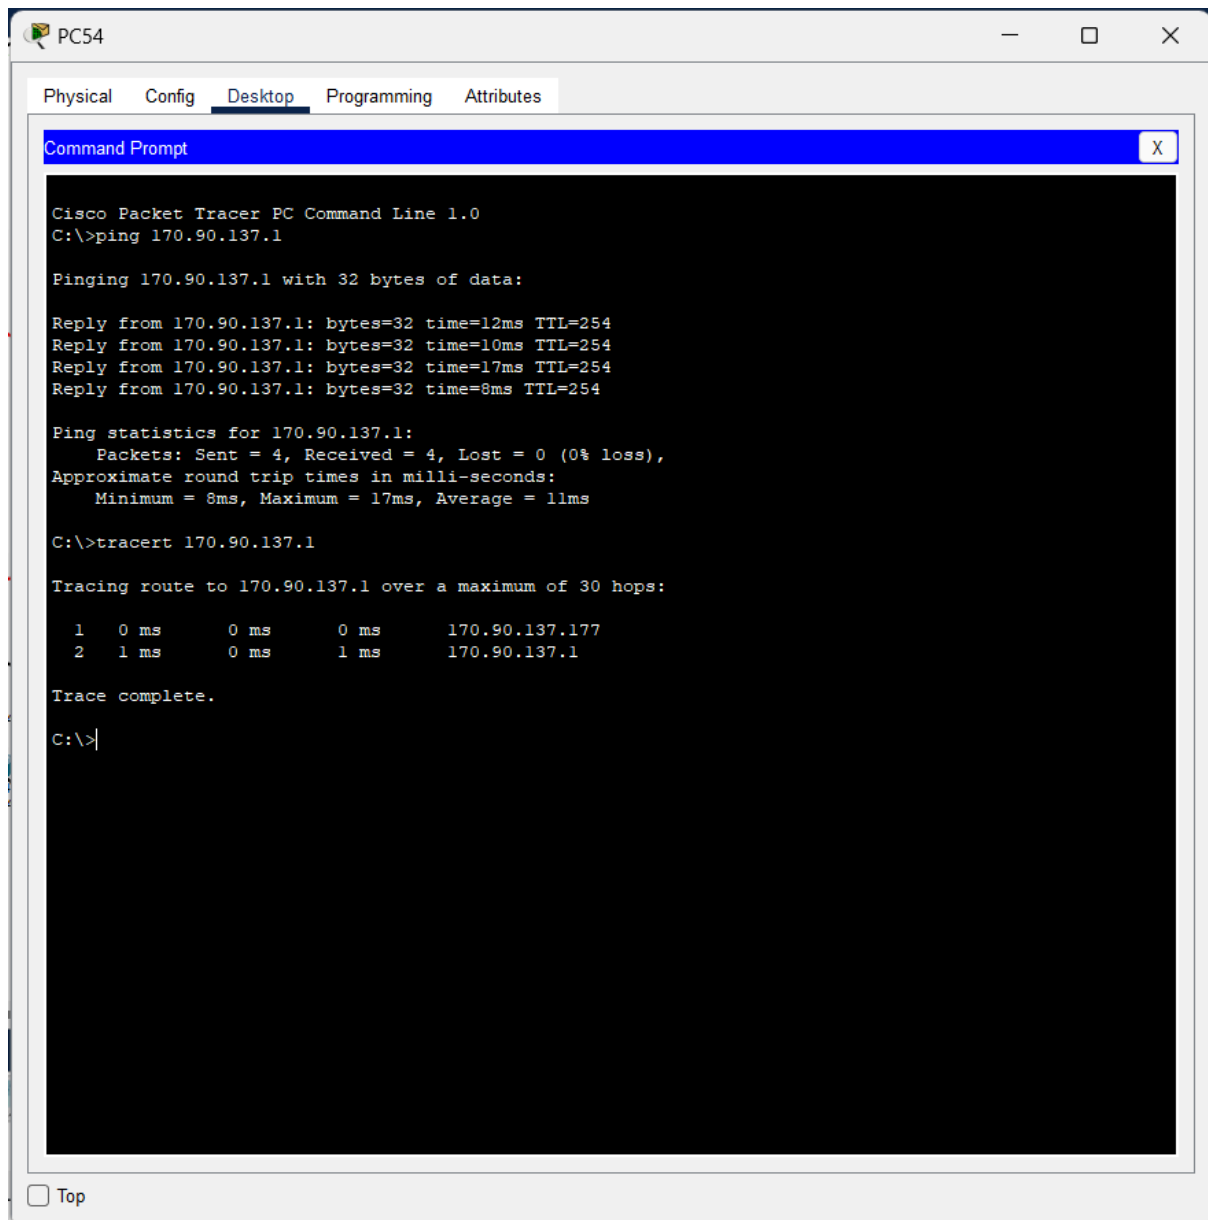 PC54
Physical Config Desktop Programming Attributes
Command Prompt X
Cisco Packet Tracer PC Command Line 1.0
C:\>ping 170.90.137.1
Pinging 170.90.137.1 with 32 bytes of data:
Reply from 170.90.137.1: bytes=32 time=12ms TTL=254
Reply from 170.90.137.1: bytes=32 time=10ms TTL=254
Reply from 170.90.137.1: bytes=32 time=17ms TTL=254
Reply from 170.90.137.1: bytes=32 time=8ms TTL=254
Ping statistics for 170.90.137.1:
Packets: Sent = 4, Received = 4, Lost = 0 (0% loss),
Approximate round trip times in milli-seconds:
Minimum = 8ms, Maximum = 17ms, Average = 11ms
C:\>tracert 170.90.137.1
Tracing route to 170.90.137.1 over a maximum of 30 hops:
1 0 ms 0 ms 0 ms 170.90.137.177
2 1 ms 0 ms 1 ms 170.90.137.1
Trace complete.
C:\>
Top